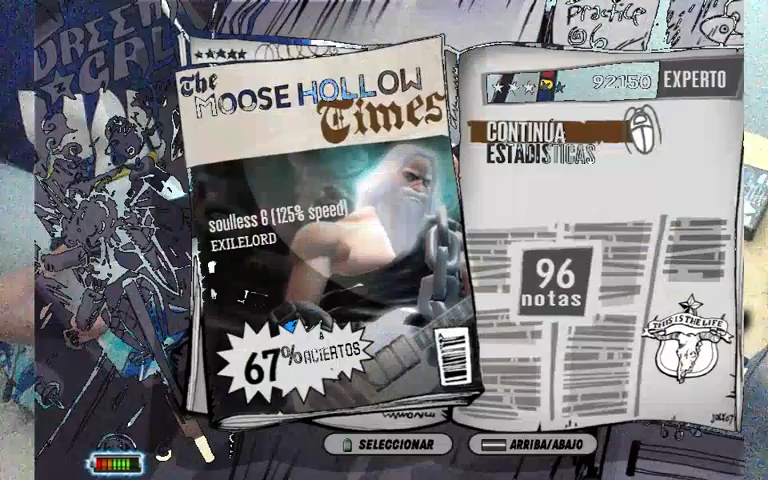 Practice
The
MOOSE HOLLOW
Times
92150 EXPERTO
CONTINÚA
ESTADÍSTICAS
soulless 6 (125% speed)
EXILELORD
96
notas
67% ACIERTOS
THIS IS THE LIFE
SELECCIONAR
ARRIBA/ABAJO